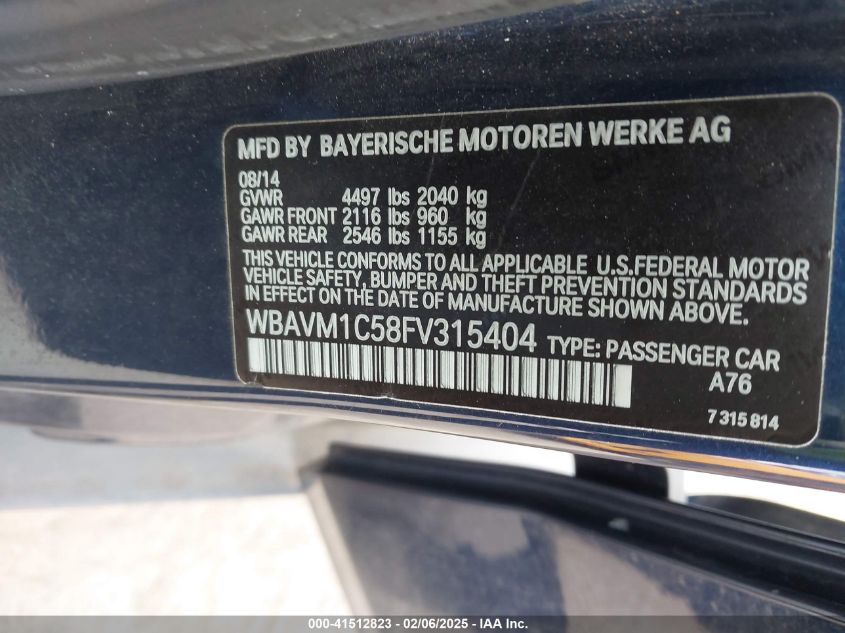 MFD BY BAYERISCHE MOTOREN WERKE AG
08/14
GVWR 4497 lbs 2040 kg
GAWR FRONT 2116 lbs 960 kg
GAWR REAR 2546 lbs 1155 kg
THIS VEHICLE CONFORMS TO ALL APPLICABLE U.S.FEDERAL MOTOR
VEHICLE SAFETY, BUMPER AND THEFT PREVENTION STANDARDS
IN EFFECT ON THE DATE OF MANUFACTURE SHOWN ABOVE.
WBAVM1C58FV315404 TYPE: PASSENGER CAR
A76
7 315 814
000-41512823 - 02/06/2025 - IAA Inc.